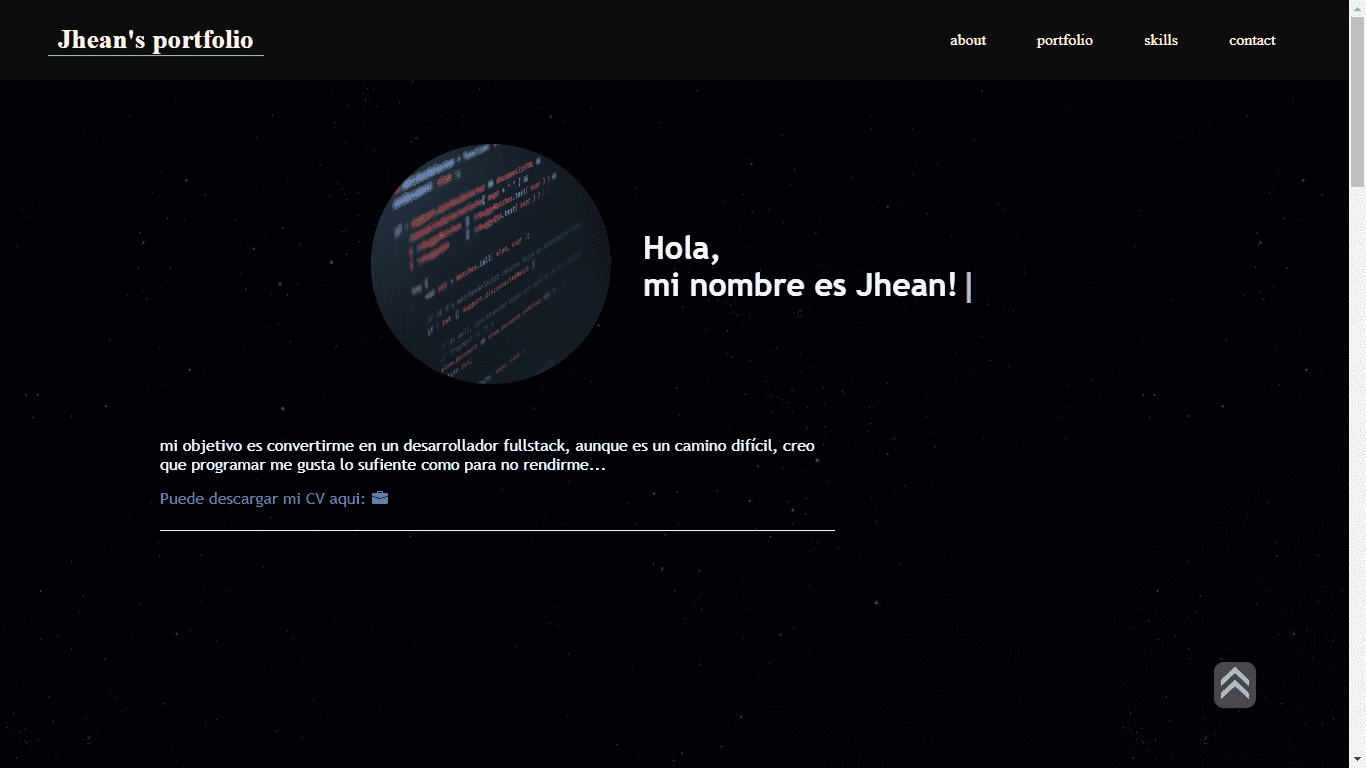 Jhean's portfolio
about portfolio skills contact
Hola,
mi nombre es Jhean!
mi objetivo es convertirme en un desarrollador fullstack, aunque es un camino difícil, creo
que programar me gusta lo sufiente como para no rendirme...
Puede descargar mi CV aqui: